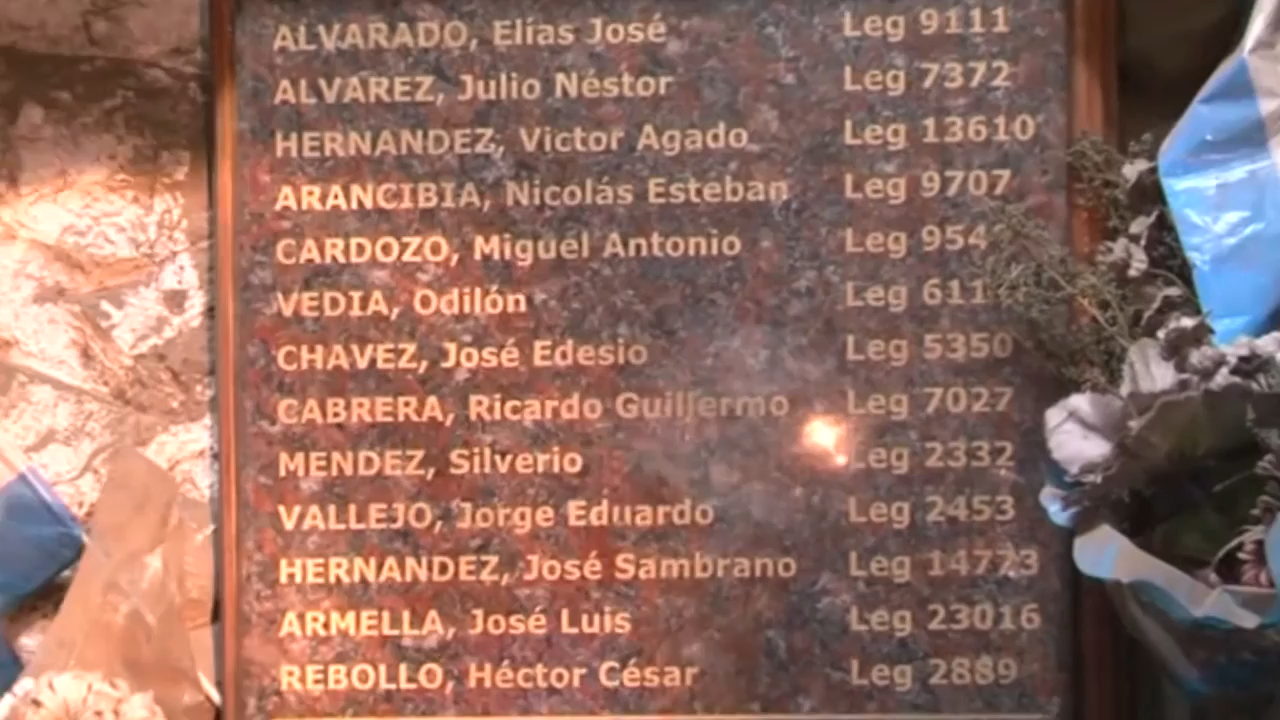 ALVARADO, Elías José Leg 9111
ALVAREZ, Julio Néstor Leg 7372
HERNANDEZ, Victor Agado Leg 13610
ARANCIBIA, Nicolás Esteban Leg 9707
CARDOZO, Miguel Antonio Leg
VEDIA, Odilón Leg
CHAVEZ, José Edesio Leg 5350
CABRERA, Ricardo Guillermo Leg 7027
MENDEZ, Silverio Leg 2332
VALLEJO, Jorge Eduardo Leg 2453
HERNANDEZ, José Sambrano Leg 14773
ARMELLA, José Luis Leg 23016
REBOLLO, Héctor César Leg 2889